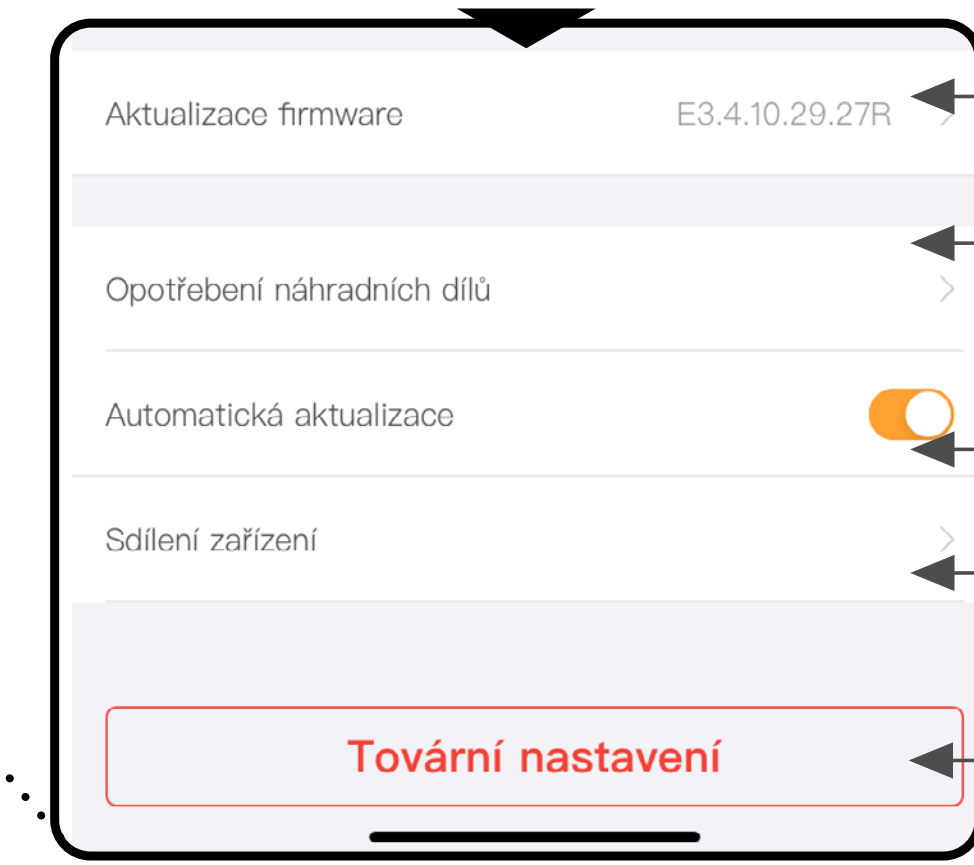 Aktualizace firmware E3.4.10.29.27R
Opotřebení náhradních dílů
Automatická aktualizace
Sdílení zařízení
Tovární nastavení